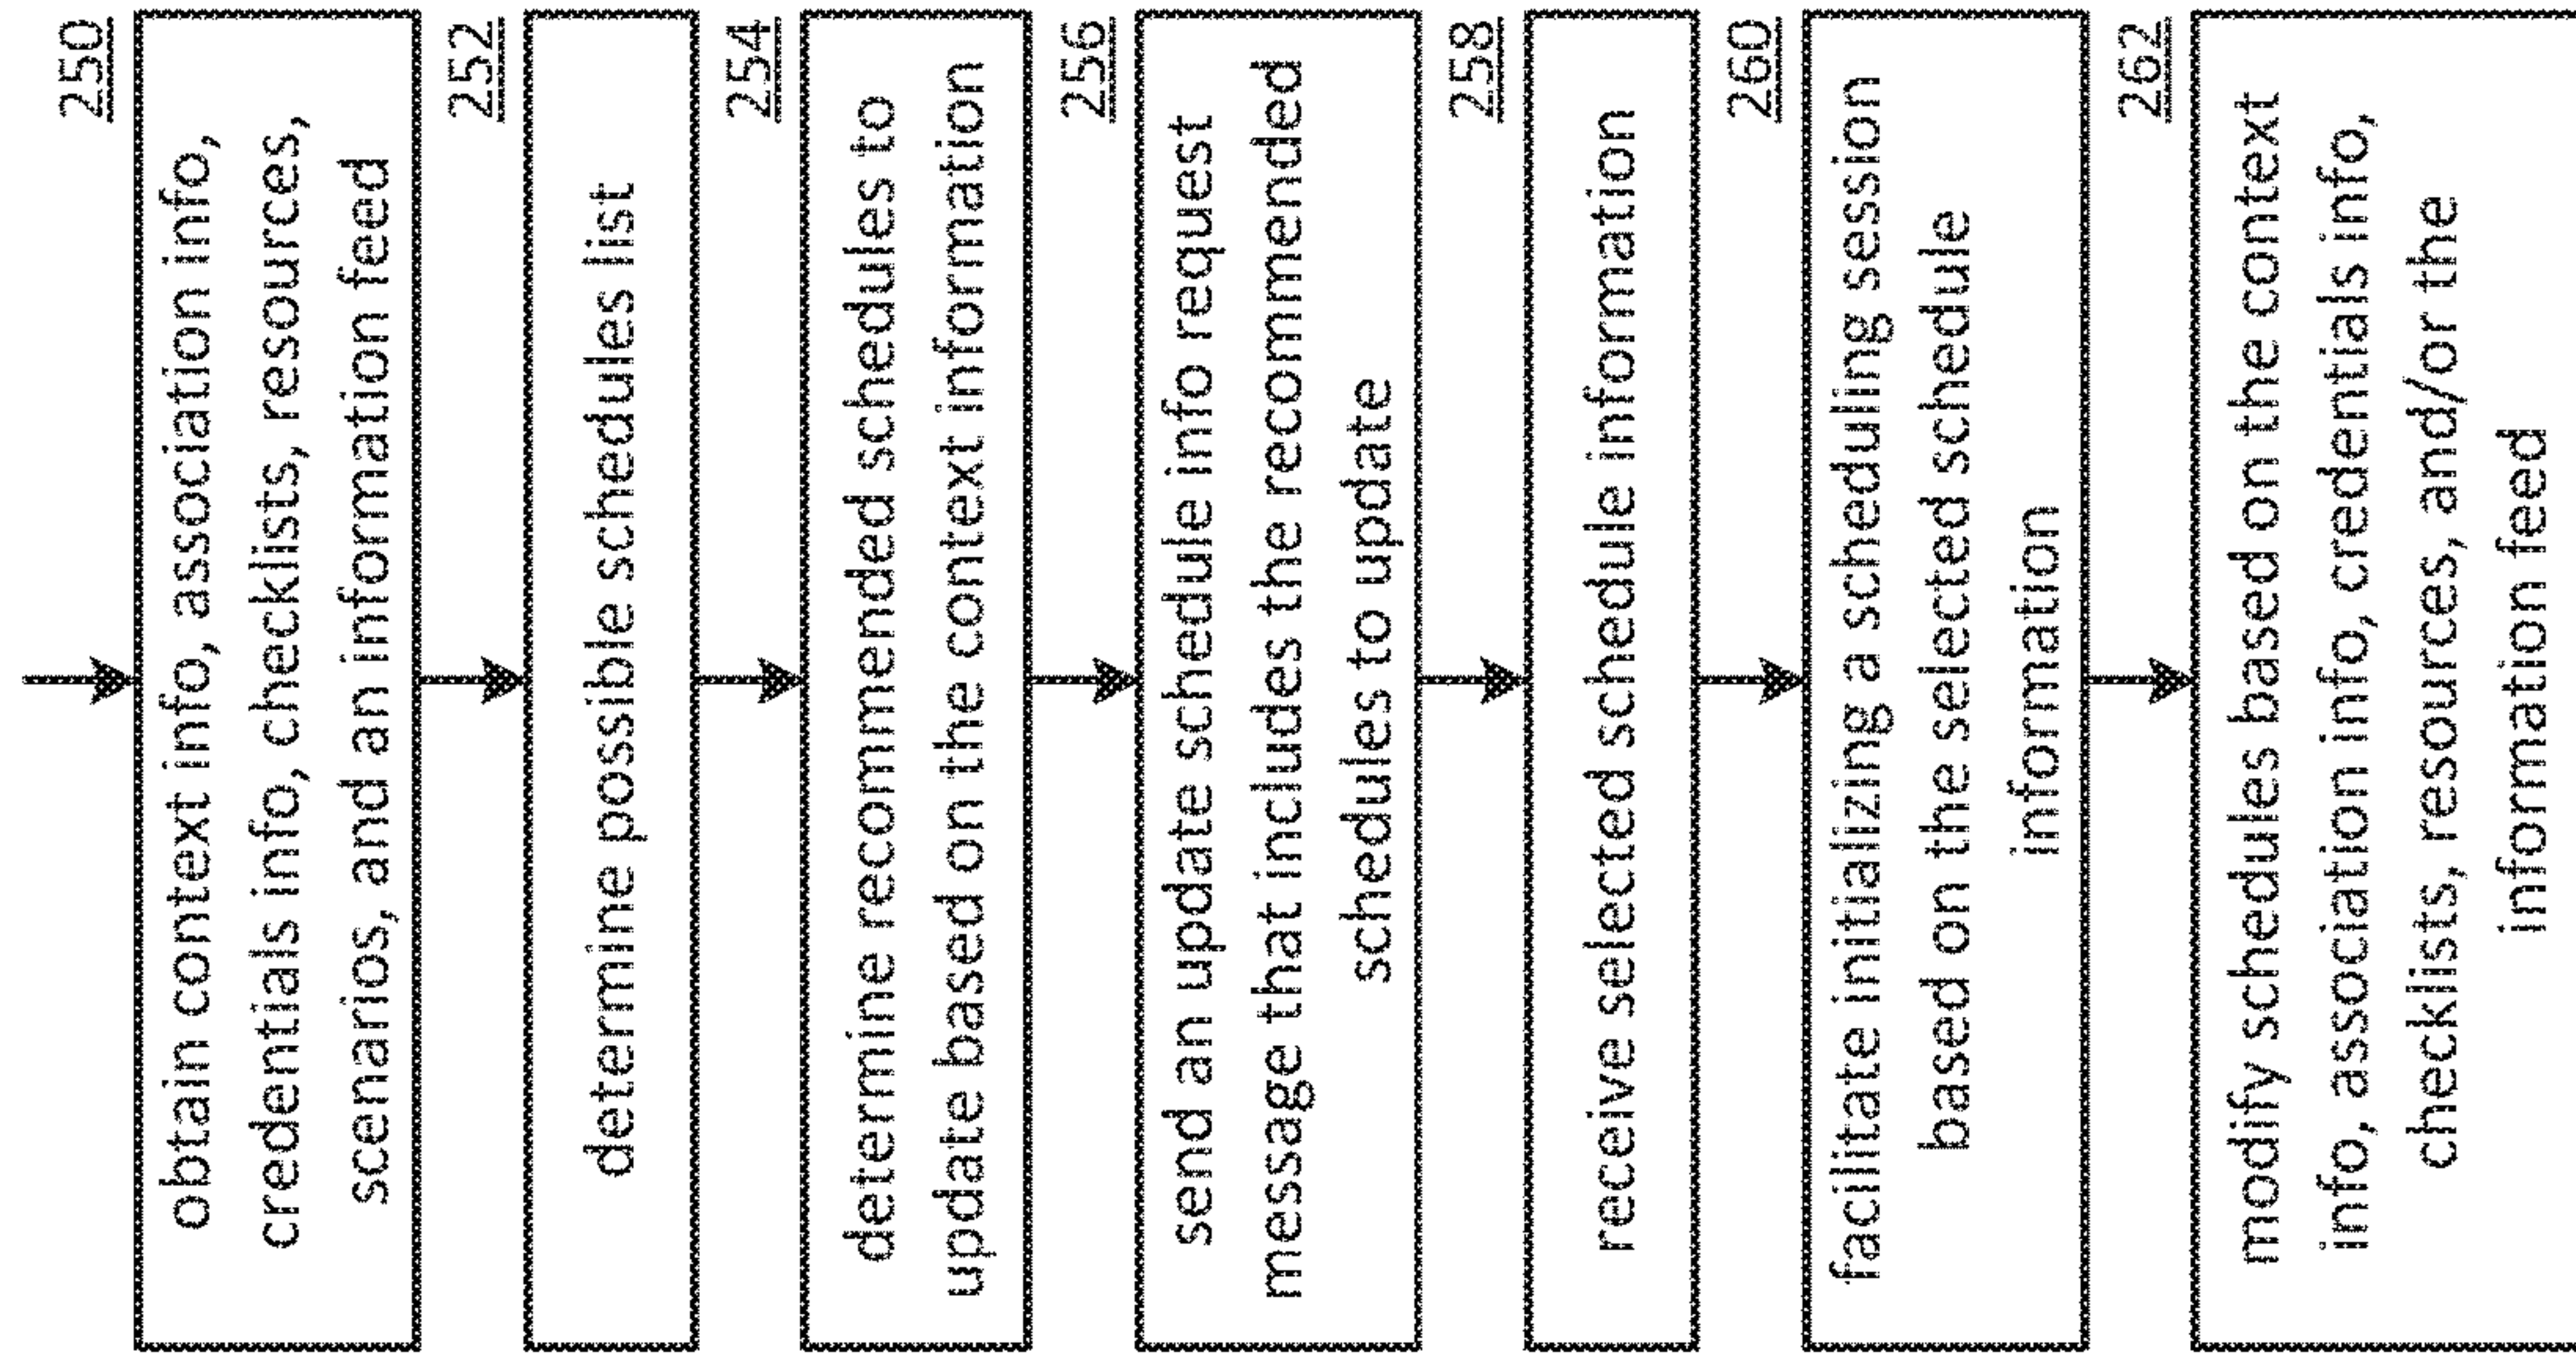 250
obtain context info, association info,
credentials info, checklists, resources,
scenarios, and an information feed
252
determine possible schedules list
254
determine recommended schedules to
update based on the context information
256
send an update schedule info request
message that includes the recommended
schedules to update
258
receive selected schedule information
260
facilitate initializing a scheduling session
based on the selected schedule
information
262
modify schedules based on the context
info, association info, credentials info,
checklists, resources, and/or the
information feed